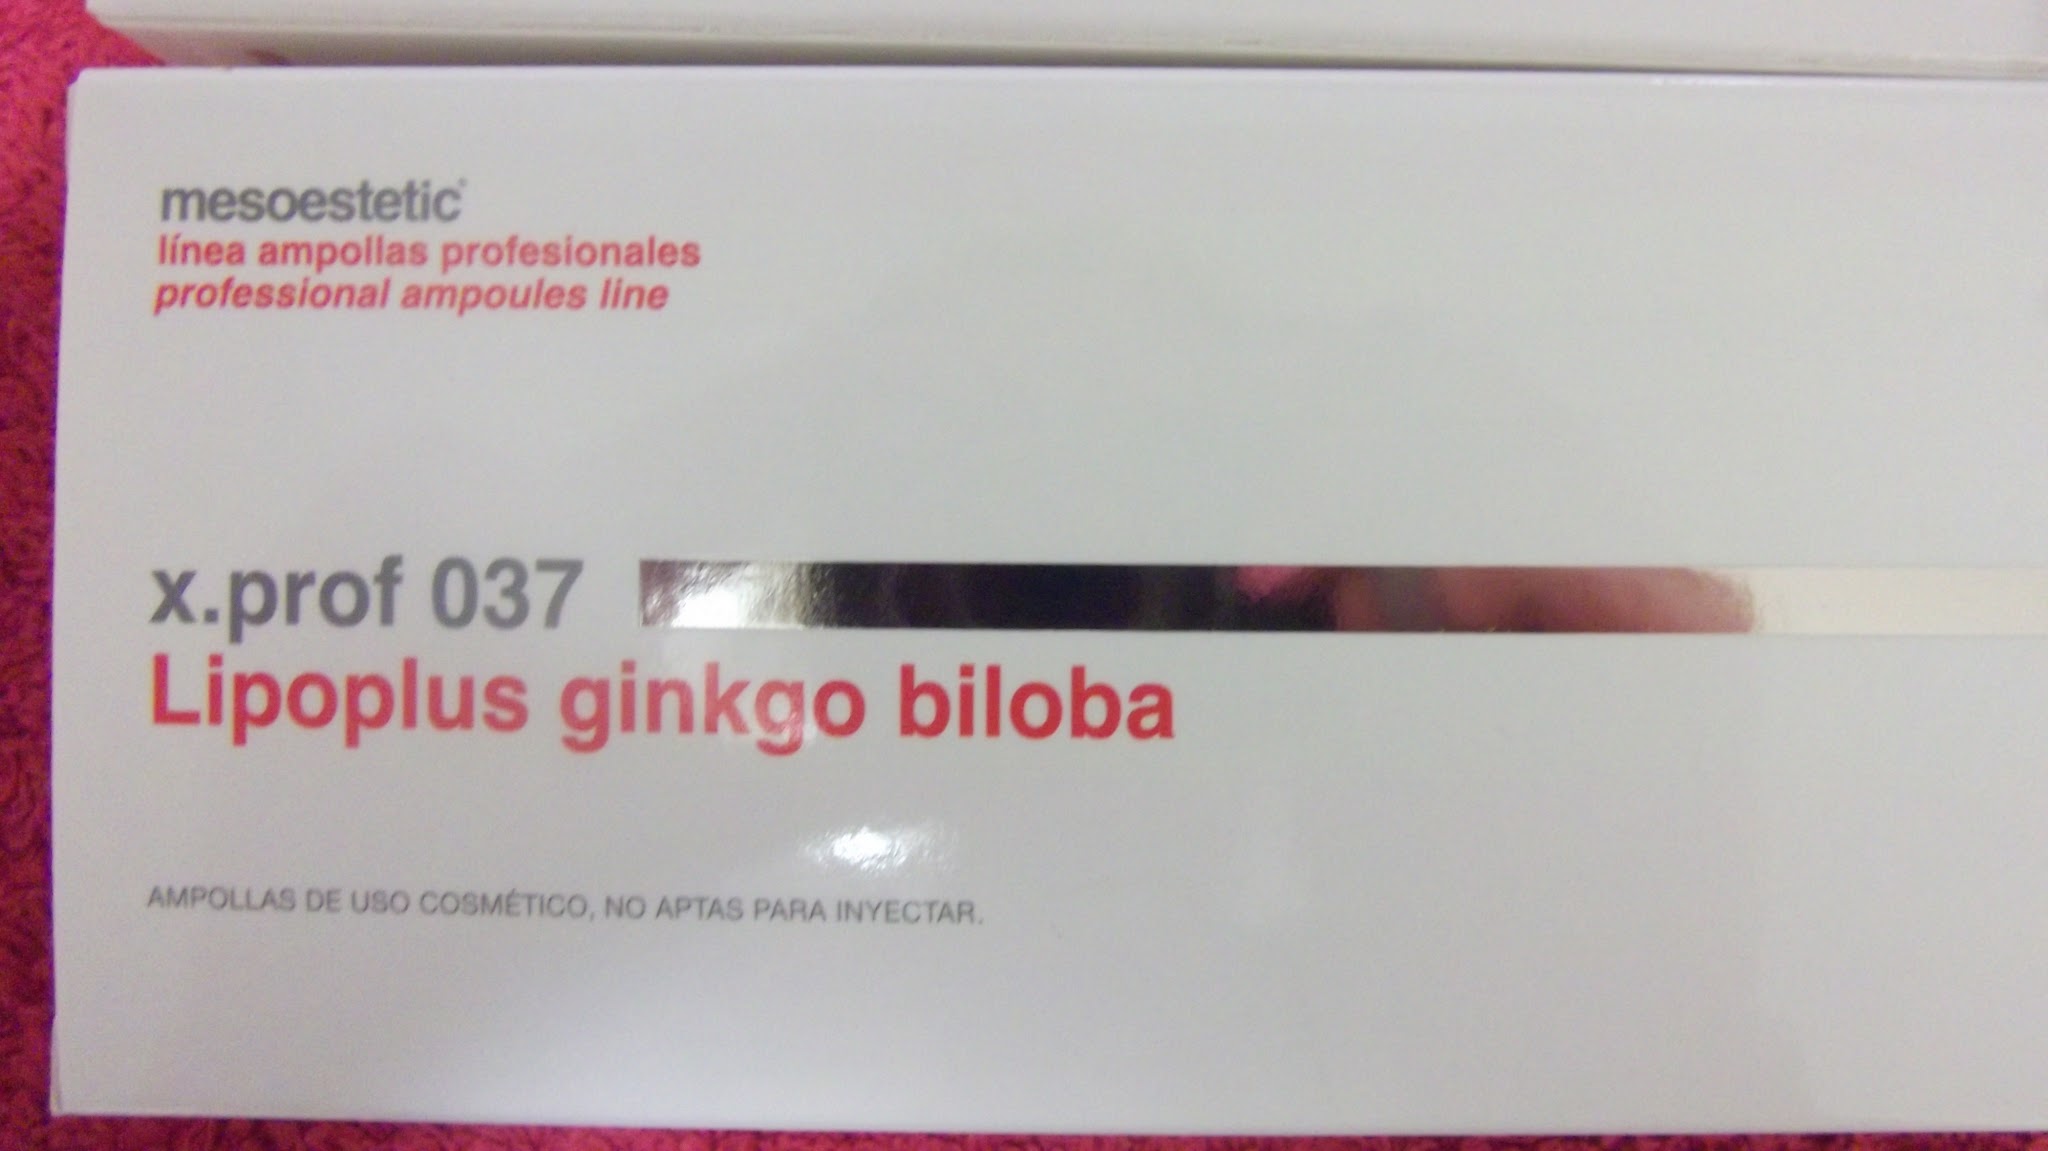 mesoestetic®
línea ampollas profesionales
professional ampoules line
x.prof 037
Lipoplus ginkgo biloba
AMPOLLAS DE USO COSMÉTICO, NO APTAS PARA INYECTAR.